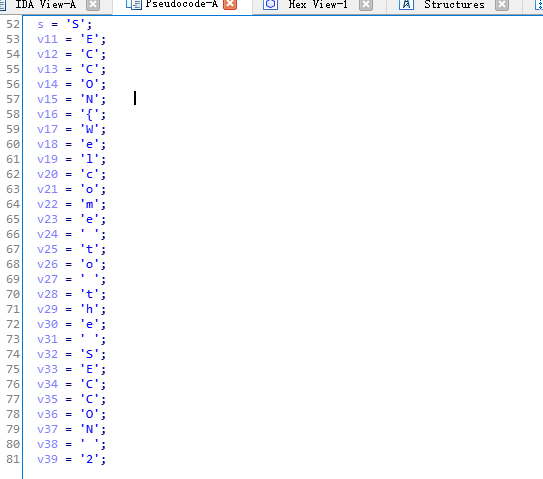 IDA View-A Pseudocode-A Hex View-1 Structures
52 s = 'S';
53 v11 = 'E';
54 v12 = 'C';
55 v13 = 'C';
56 v14 = 'O';
57 v15 = 'N';
58 v16 = '{';
59 v17 = 'W';
60 v18 = 'e';
61 v19 = 'l';
62 v20 = 'c';
63 v21 = 'o';
64 v22 = 'm';
65 v23 = 'e';
66 v24 = ' ';
67 v25 = 't';
68 v26 = 'o';
69 v27 = ' ';
70 v28 = 't';
71 v29 = 'h';
72 v30 = 'e';
73 v31 = ' ';
74 v32 = 'S';
75 v33 = 'E';
76 v34 = 'C';
77 v35 = 'C';
78 v36 = 'O';
79 v37 = 'N';
80 v38 = ' ';
81 v39 = '2';